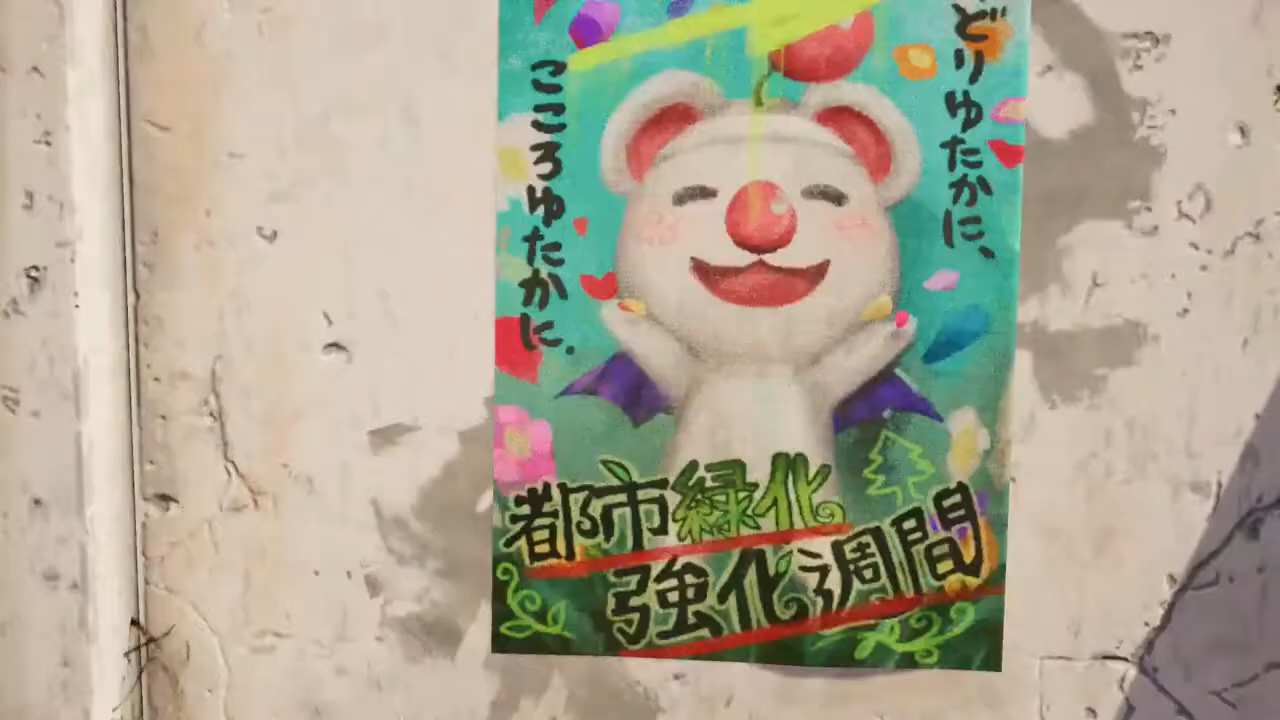 どりゆたかに、
こころゆたかに.
都市緑化
強化週間